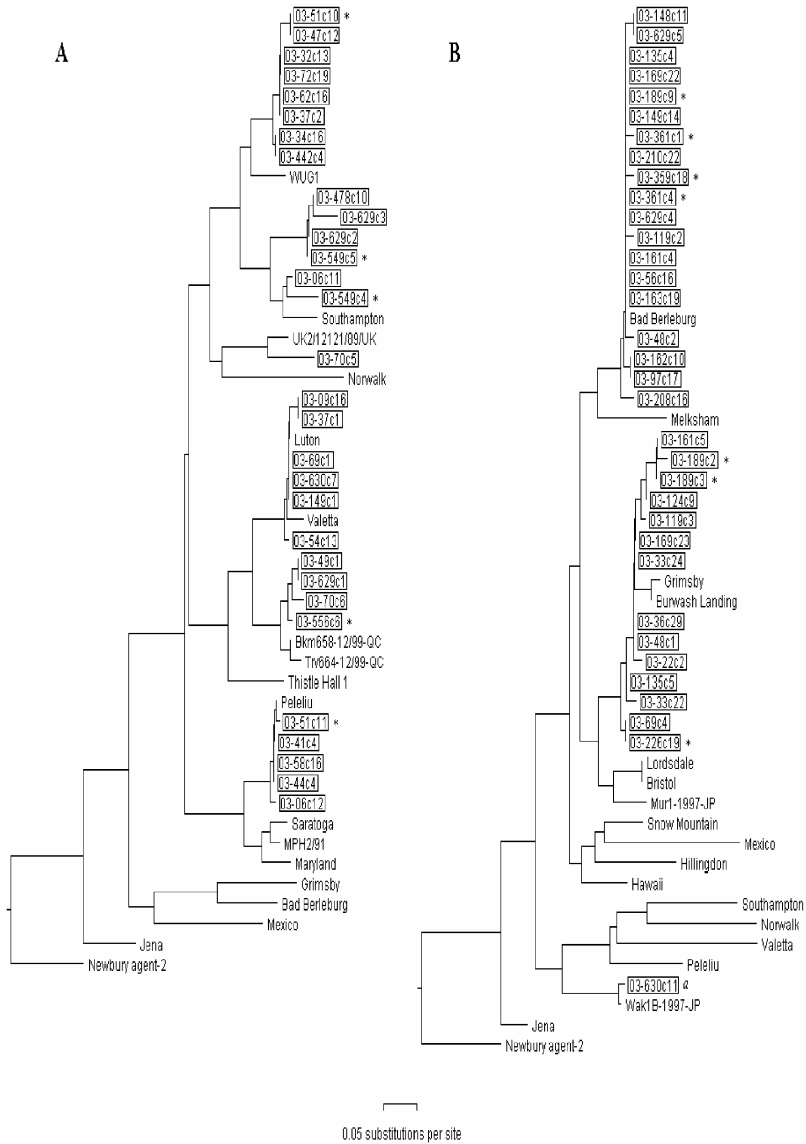 A
03-51c10 *
03-47c12
03-32c13
03-72c19
03-62c16
03-37c2
03-34c16
03-442c4
WUG1
03-478c10
03-629c3
03-629c2
03-549c5 *
03-06c11
03-549c4 *
Southampton
UK2/12121/89/UK
03-70c5
Norwalk
03-09c16
03-37c1
Luton
03-69c1
03-630c7
03-149c1
Valetta
03-54c13
03-49c1
03-629c1
03-70c6
03-556c6 *
Bkm658-12/99-QC
Trv664-12/99-QC
Thistle Hall 1
Peleliu
03-51c11 *
03-41c4
03-58c16
03-44c4
03-06c12
Saratoga
MPH2/91
Maryland
Grimsby
Bad Berleburg
Mexico
Jena
Newbury agent-2
B
03-148c11
03-629c5
03-135c4
03-169c22
03-189c9 *
03-149c14
03-361c1 *
03-210c22
03-359c18 *
03-361c4 *
03-629c4
03-119c2
03-161c4
03-56c16
03-163c19
Bad Berleburg
03-48c2
03-162c10
03-97c17
03-208c16
Melksham
03-161c5
03-189c2 *
03-189c3 *
03-124c9
03-119c3
03-169c23
03-33c24
Grimsby
Burwash Landing
03-36c29
03-48c1
03-22c2
03-135c5
03-33c22
03-69c4
03-226c19 *
Lordsdale
Bristol
Mur1-1997-JP
Snow Mountain
Mexico
Hillingdon
Hawaii
Southampton
Norwalk
Valetta
Peleliu
03-630c11 a
Wak1B-1997-JP
Jena
Newbury agent-2
0.05 substitutions per site